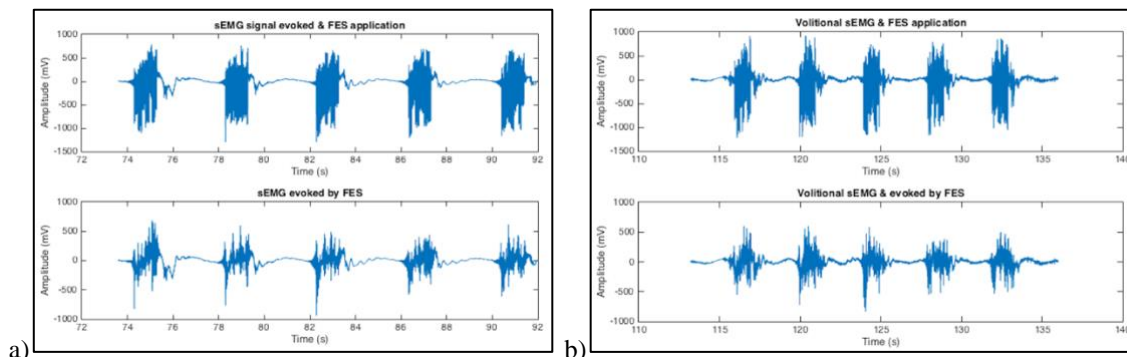 sEMG signal evoked & FES application
1000
500
0
-500
-1000
-1500
Amplitude (mV)
72 74 76 78 80 82 84 86 88 90 92
Time (s)
sEMG evoked by FES
1000
500
0
-500
-1000
Amplitude (mV)
72 74 76 78 80 82 84 86 88 90 92
Time (s)
a)
Volitional sEMG & FES application
1000
500
0
-500
-1000
-1500
Amplitude (mV)
110 115 120 125 130 135 140
Time (s)
Volitional sEMG & evoked by FES
1000
500
0
-500
-1000
Amplitude (mV)
110 115 120 125 130 135 140
Time (s)
b)